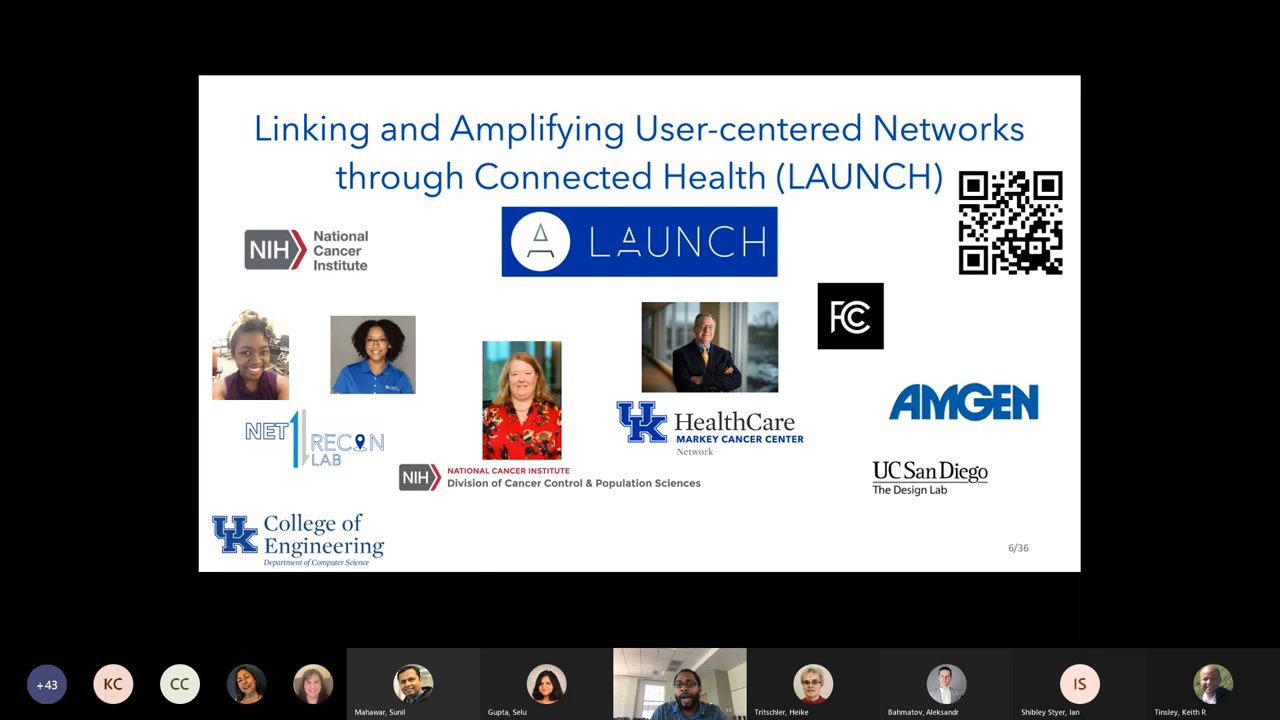 Linking and Amplifying User-centered Networks
through Connected Health (LAUNCH)
NIH National
Cancer
Institute
A LAUNCH
FCC
AMGEN
NET RECON
LAB
UK HealthCare
MARKEY CANCER CENTER
Network
NIH NATIONAL CANCER INSTITUTE
Division of Cancer Control & Population Sciences
UC San Diego
The Design Lab
UK College of
Engineering
Department of Computer Science
6/36
+43
KC
CC
Mahawar, Sunil
Gupta, Selu
Tritschler, Heike
Bahmatov, Aleksandr
IS
Shibley Styer, Ian
Tinsley, Keith R